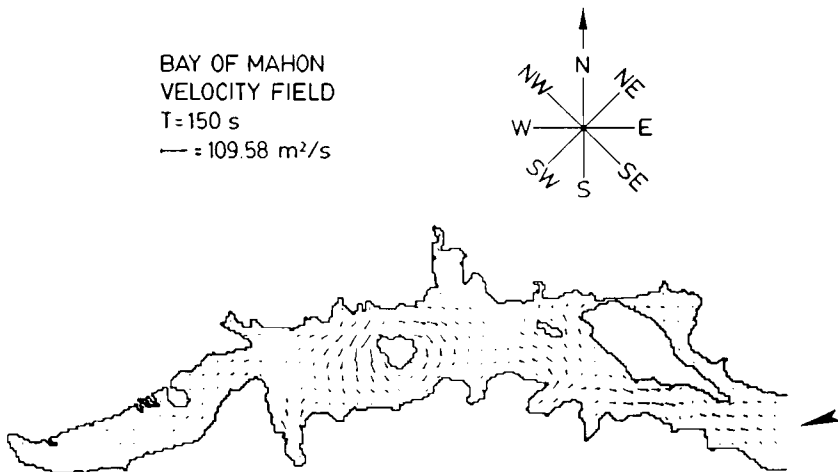 BAY OF MAHON
VELOCITY FIELD
T=150 s
— = 109.58 m²/s
N
NW NE
W E
SW SE
S